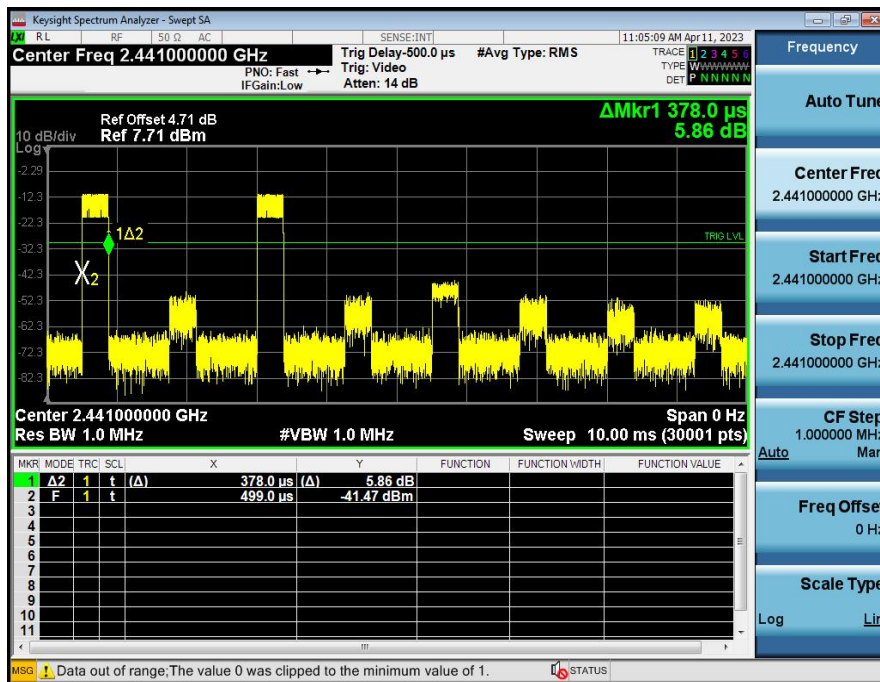 Keysight Spectrum Analyzer - Swept SA
LXI RL RF 50 Ω AC SENSE:INT 11:05:09 AM Apr 11, 2023
Center Freq 2.441000000 GHz
Trig Delay-500.0 µs #Avg Type: RMS
TRACE 1 2 3 4 5 6
PNO: Fast Trig: Video
TYPE WWWWWWW
IFGain:Low Atten: 14 dB
DET P N N N N N
Frequency
Auto Tune
Center Freq
2.441000000 GHz
Start Freq
2.441000000 GHz
Stop Freq
2.441000000 GHz
CF Step
1.000000 MHz
Auto Man
Freq Offset
0 Hz
Scale Type
Log Lin
ΔMkr1 378.0 µs
5.86 dB
Ref Offset 4.71 dB
10 dB/div Ref 7.71 dBm
Log
-2.29
-12.3
-22.3
-32.3
-42.3
-52.3
-62.3
-72.3
-82.3
1Δ2
X2
TRIG LVL
Center 2.441000000 GHz Span 0 Hz
Res BW 1.0 MHz #VBW 1.0 MHz Sweep 10.00 ms (30001 pts)
MKR MODE TRC SCL X Y FUNCTION FUNCTION WIDTH FUNCTION VALUE
1 Δ2 1 t (Δ) 378.0 µs (Δ) 5.86 dB
2 F 1 t 499.0 µs -41.47 dBm
3
4
5
6
7
8
9
10
11
MSG Data out of range;The value 0 was clipped to the minimum value of 1. STATUS